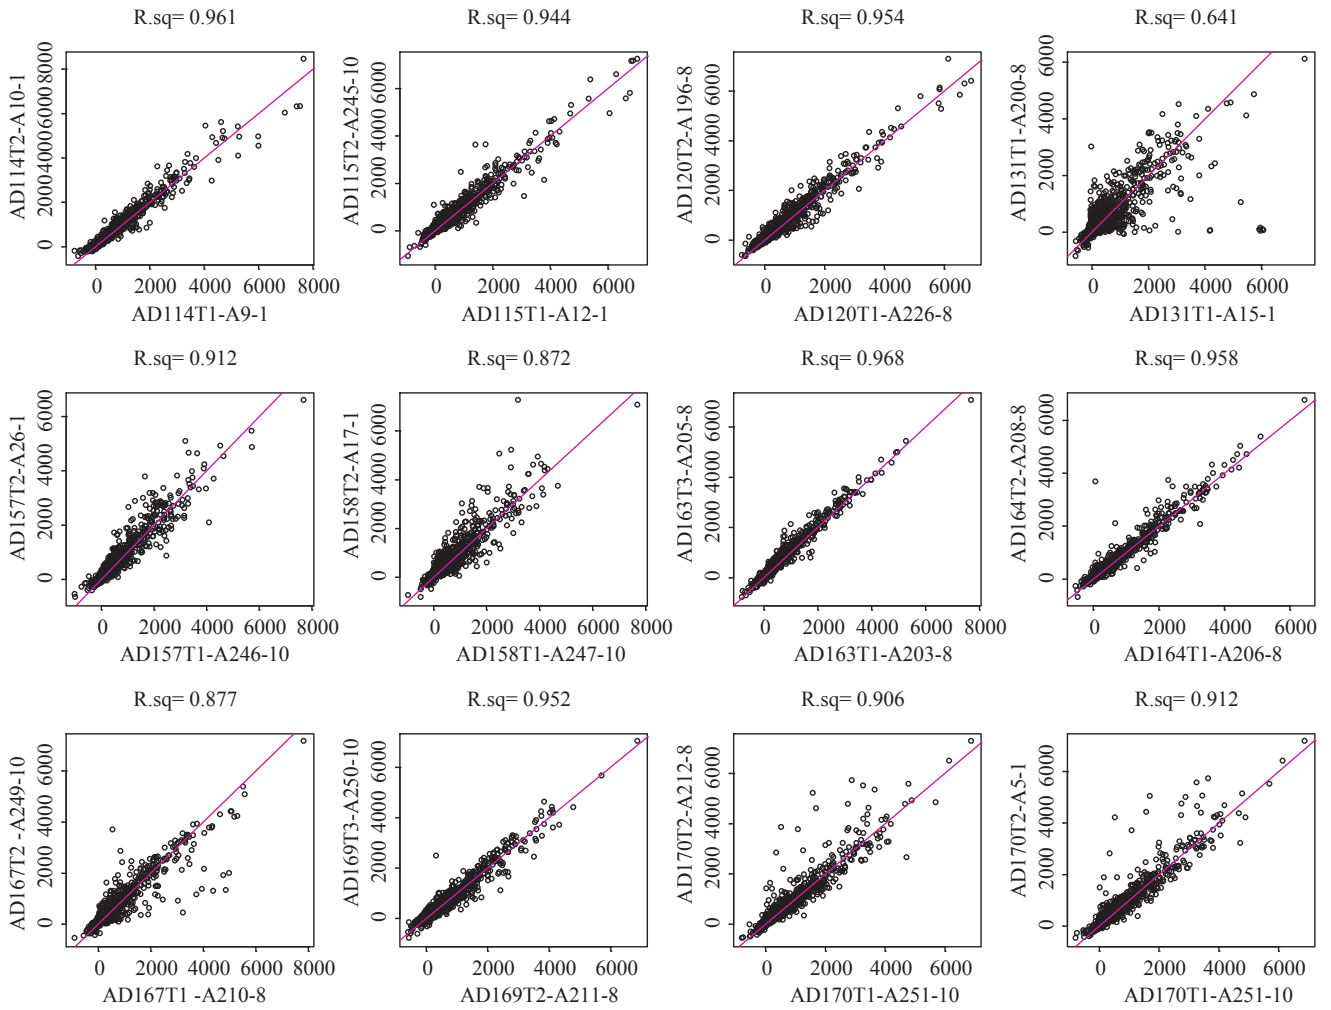 R.sq= 0.961
AD114T2-A10-1
0 2000 4000 6000 8000
0 2000 4000 6000 8000
AD114T1-A9-1
R.sq= 0.944
AD115T2-A245-10
0 2000 4000 6000
0 2000 4000 6000
AD115T1-A12-1
R.sq= 0.954
AD120T2-A196-8
0 2000 4000 6000
0 2000 4000 6000
AD120T1-A226-8
R.sq= 0.641
AD131T1-A200-8
0 2000 4000 6000
0 2000 4000 6000
AD131T1-A15-1
R.sq= 0.912
AD157T2-A26-1
0 2000 4000 6000
0 2000 4000 6000 8000
AD157T1-A246-10
R.sq= 0.872
AD158T2-A17-1
0 2000 4000 6000
0 2000 4000 6000 8000
AD158T1-A247-10
R.sq= 0.968
AD163T3-A205-8
0 2000 4000 6000
0 2000 4000 6000 8000
AD163T1-A203-8
R.sq= 0.958
AD164T2-A208-8
0 2000 4000 6000
0 2000 4000 6000
AD164T1-A206-8
R.sq= 0.877
AD167T2 -A249-10
0 2000 4000 6000
0 2000 4000 6000 8000
AD167T1 -A210-8
R.sq= 0.952
AD169T3-A250-10
0 2000 4000 6000
0 2000 4000 6000
AD169T2-A211-8
R.sq= 0.906
AD170T2-A212-8
0 2000 4000 6000
0 2000 4000 6000
AD170T1-A251-10
R.sq= 0.912
AD170T2-A5-1
0 2000 4000 6000
0 2000 4000 6000
AD170T1-A251-10